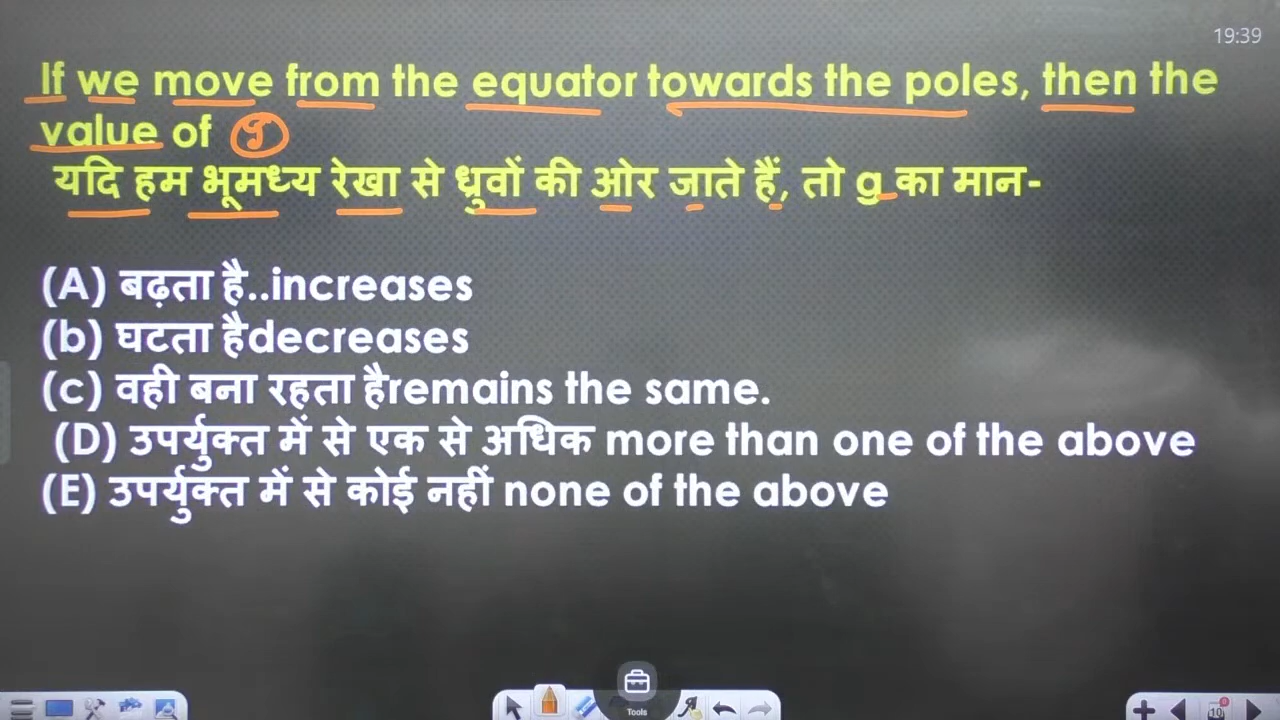 19:39
If we move from the equator towards the poles, then the
value of g
यदि हम भूमध्य रेखा से ध्रुवों की ओर जाते हैं, तो g का मान-
(A) बढ़ता है..increases
(b) घटता हैdecreases
(c) वही बना रहता हैremains the same.
(D) उपर्युक्त में से एक से अधिक more than one of the above
(E) उपर्युक्त में से कोई नहीं none of the above
Tools